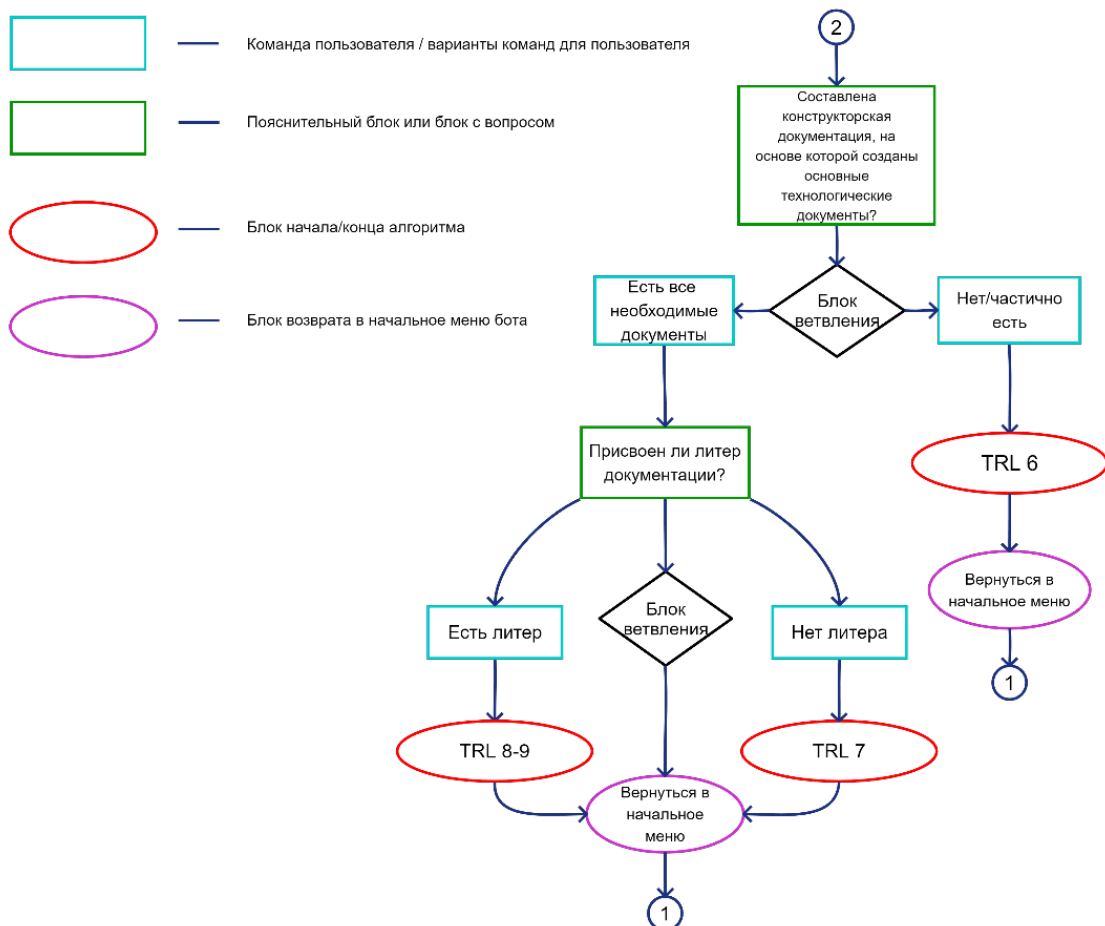 Команда пользователя / варианты команд для пользователя
Пояснительный блок или блок с вопросом
Блок начала/конца алгоритма
Блок возврата в начальное меню бота
2
Составлена
конструкторская
документация, на
основе которой созданы
основные
технологические
документы?
Есть все
необходимые
документы
Блок
ветвления
Нет/частично
есть
Присвоен ли литер
документации?
TRL 6
Вернуться в
начальное меню
1
Есть литер
Блок
ветвления
Нет литера
TRL 8-9
TRL 7
Вернуться в
начальное
меню
1